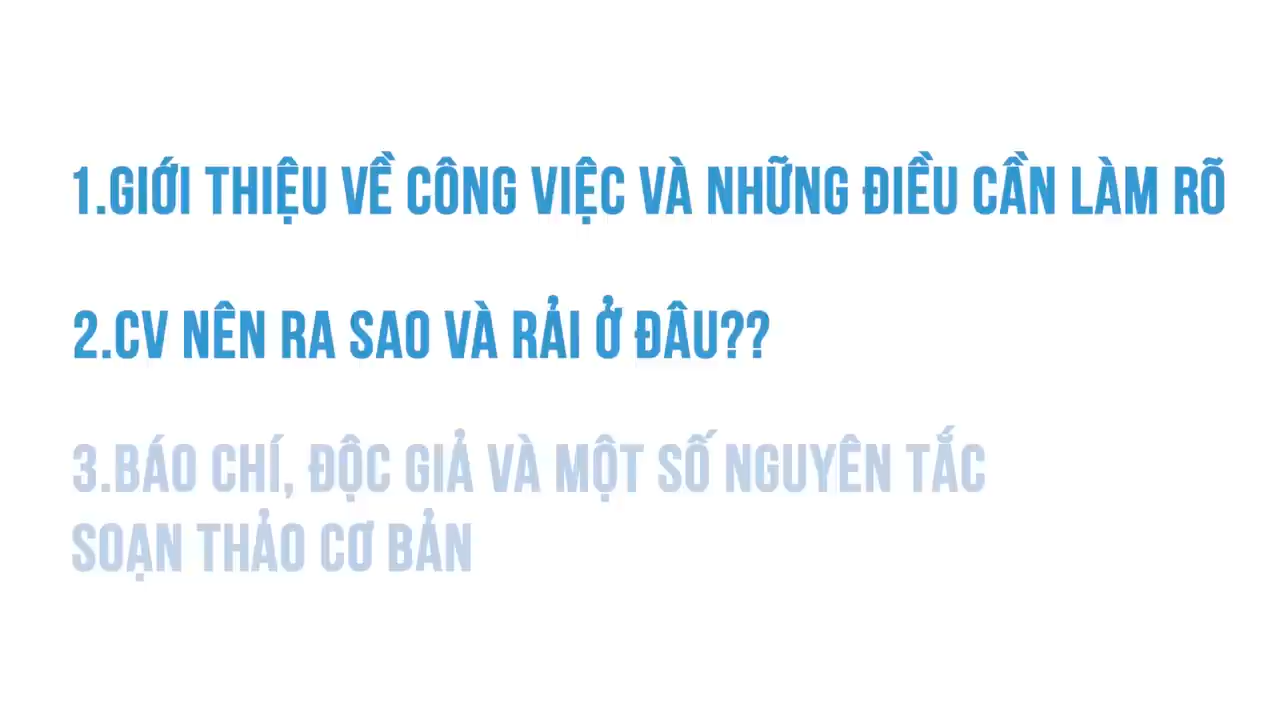 1.GIỚI THIỆU VỀ CÔNG VIỆC VÀ NHỮNG ĐIỀU CẦN LÀM RÕ
2.CV NÊN RA SAO VÀ RẢI Ở ĐÂU??
3.BÁO CHÍ, ĐỘC GIẢ VÀ MỘT SỐ NGUYÊN TẮC
SOẠN THẢO CƠ BẢN